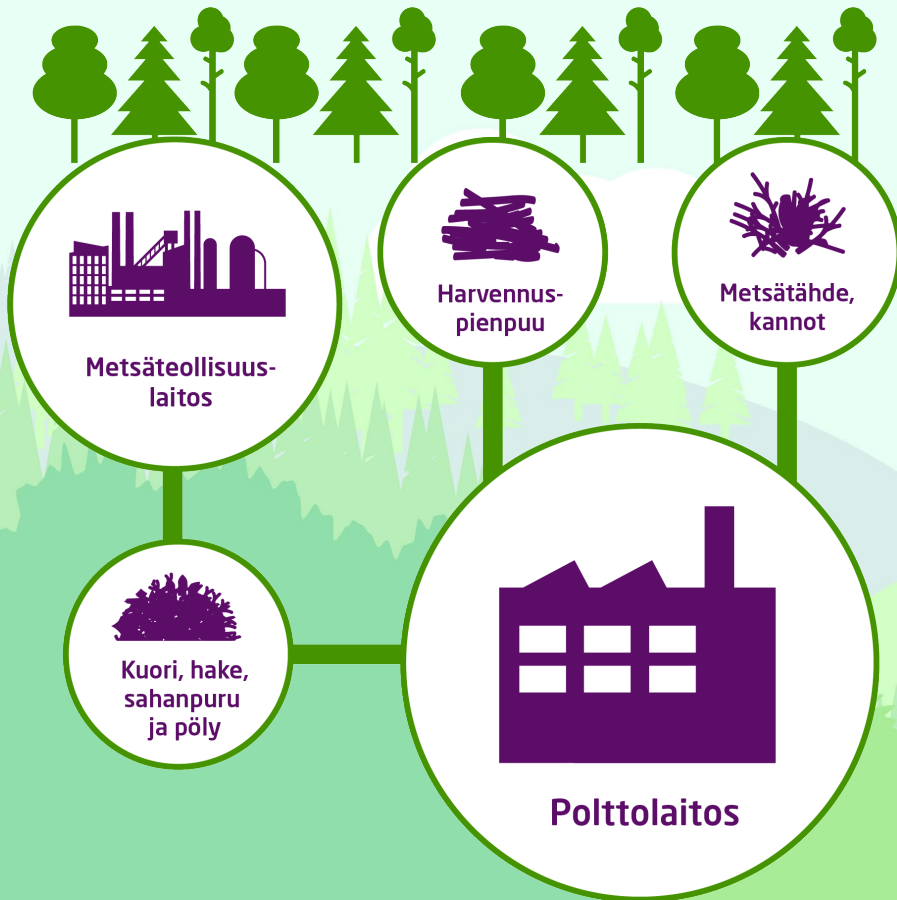 Metsäteollisuus-
laitos
Harvennus-
pienpuu
Metsätähde,
kannot
Kuori, hake,
sahanpuru
ja pöly
Polttolaitos